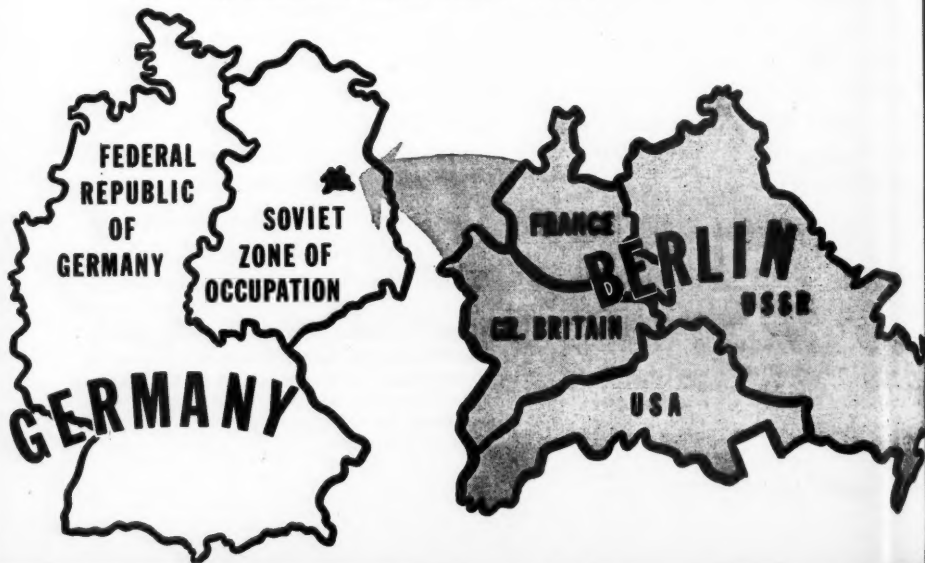 FEDERAL
REPUBLIC
OF
GERMANY
SOVIET
ZONE OF
OCCUPATION
GERMANY
FRANCE
BERLIN
USSR
GR. BRITAIN
USA